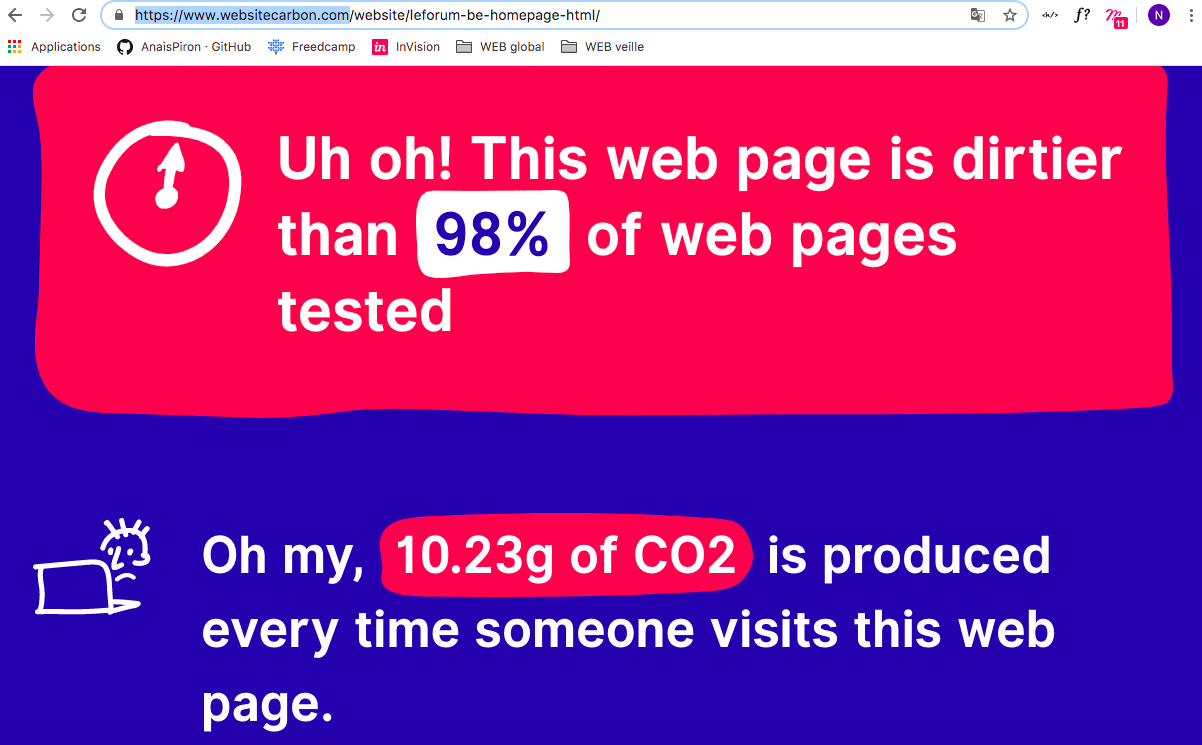 https://www.websitecarbon.com/website/leforum-be-homepage-html/
</> f? 11 N
Applications AnaisPiron · GitHub Freedcamp in InVision WEB global WEB veille
Uh oh! This web page is dirtier
than 98% of web pages
tested
Oh my, 10.23g of CO2 is produced
every time someone visits this web
page.